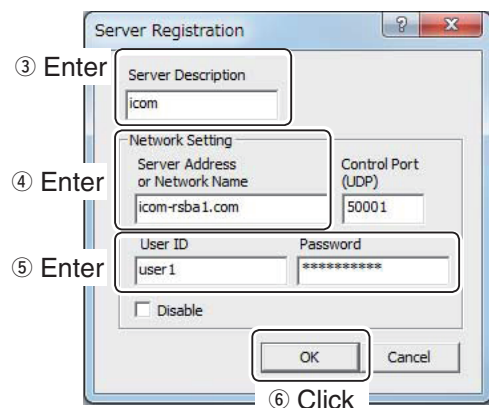 Server Registration
③ Enter
Server Description
icom
Network Setting
④ Enter
Server Address
or Network Name
Control Port
(UDP)
icom-rsba1.com
50001
⑤ Enter
User ID
Password
user1
**********
Disable
OK
Cancel
⑥ Click